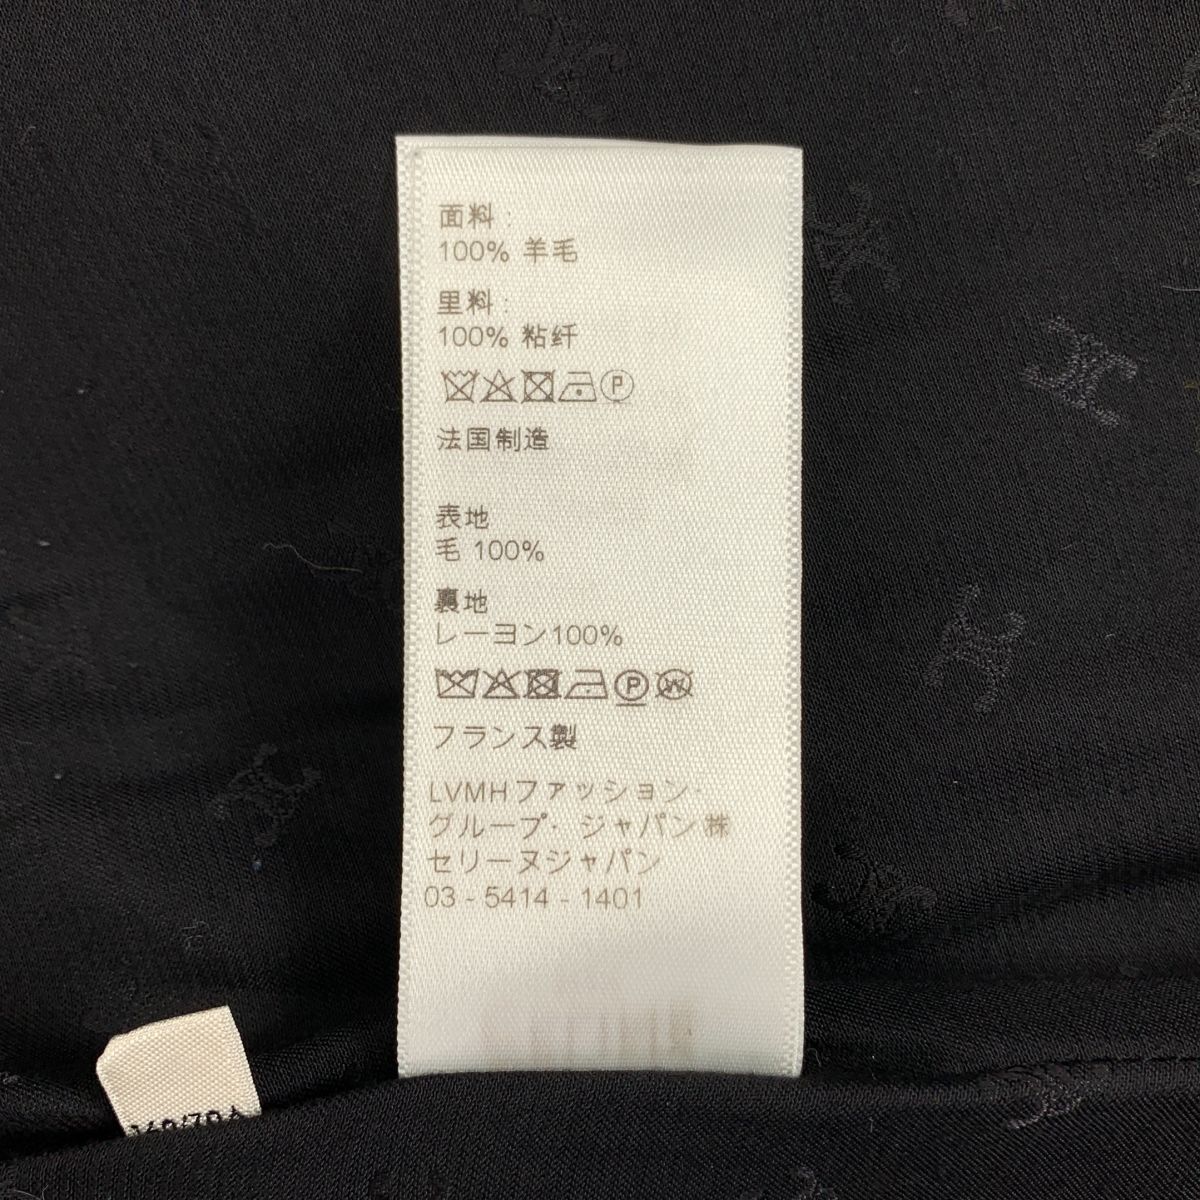 面料：
100% 羊毛
里料：
100% 粘纤
P
法国制造
表地
毛 100%
裏地
レーヨン100%
P W
フランス製
LVMHファッション・
グループ・ジャパン㈱
セリーヌジャパン
03 - 5414 - 1401